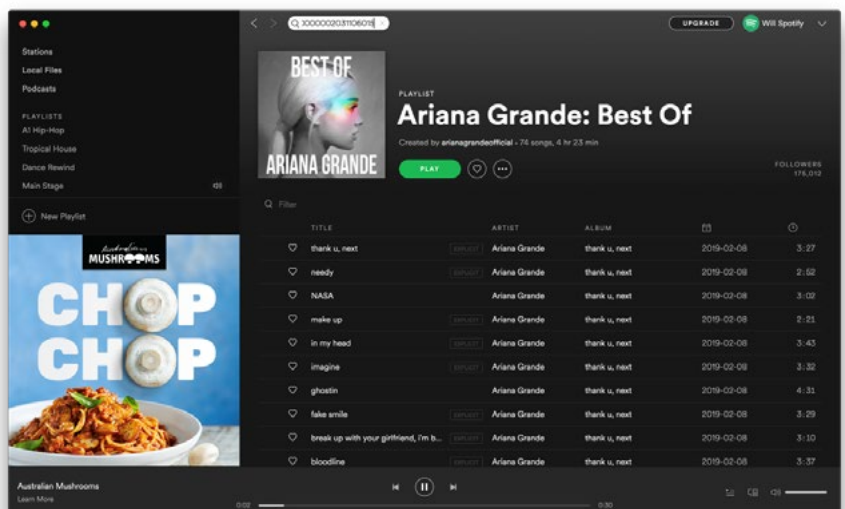 UPGRADE
Will Spotify
Stations
Local Files
Podcasts
PLAYLISTS
A1 Hip-Hop
Tropical House
Dance Rewind
Main Stage
New Playlist
Australian
MUSHROOMS
CHOP
CHOP
BEST OF
ARIANA GRANDE
PLAYLIST
Ariana Grande: Best Of
Created by arianagrandeofficial • 74 songs, 4 hr 23 min
PLAY
FOLLOWERS
176,012
Filter
TITLE ARTIST ALBUM
thank u, next EXPLICIT Ariana Grande thank u, next 2019-02-08 3:27
needy EXPLICIT Ariana Grande thank u, next 2019-02-08 2:52
NASA Ariana Grande thank u, next 2019-02-08 3:02
make up EXPLICIT Ariana Grande thank u, next 2019-02-08 2:21
in my head EXPLICIT Ariana Grande thank u, next 2019-02-08 3:43
imagine EXPLICIT Ariana Grande thank u, next 2019-02-08 3:32
ghostin Ariana Grande thank u, next 2019-02-08 4:31
fake smile EXPLICIT Ariana Grande thank u, next 2019-02-08 3:29
break up with your girlfriend, i'm b... EXPLICIT Ariana Grande thank u, next 2019-02-08 3:10
bloodline EXPLICIT Ariana Grande thank u, next 2019-02-08 3:37
Australian Mushrooms
Learn More
0:02 0:30